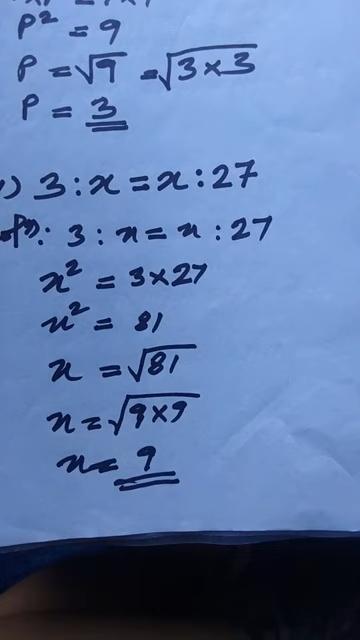 P² = 9
P = √9 = √3×3
P = 3
) 3 : x = x : 27
: 3 : x = x : 27
x² = 3×27
x² = 81
x = √81
x = √9×9
x = 9